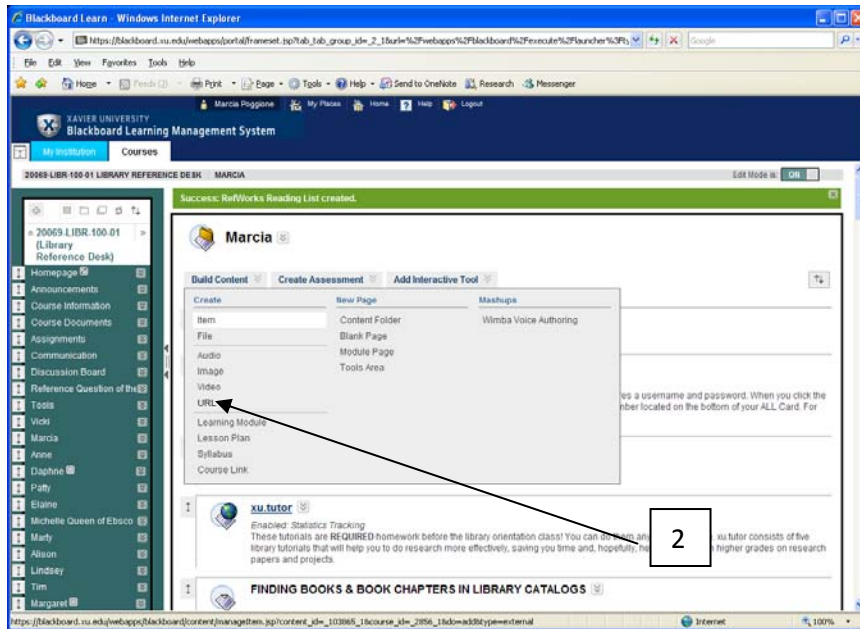 Blackboard Learn - Windows Internet Explorer
https://blackboard.xu.edu/webapps/portal/frameset.jsp?tab_tab_group_id=_2_1&url=%2Fwebapps%2Fblackboard%2Fexecute%2Flauncher%3Fty
Google
File Edit View Favorites Tools Help
Home Feeds (2) Print Page Tools Help Send to OneNote Research Messenger
Marcia Poggione My Places Home Help Logout
XAVIER UNIVERSITY
Blackboard Learning Management System
My Institution Courses
20069-LIBR-100-01 LIBRARY REFERENCE DESK MARCIA Edit Mode is: ON
Success: RefWorks Reading List created.
20069.LIBR.100.01
(Library
Reference Desk)
Homepage
Announcements
Course Information
Course Documents
Assignments
Communication
Discussion Board
Reference Question of the
Tools
Vicki
Marcia
Anne
Daphne
Patty
Elaine
Michelle Queen of Ebsco
Marty
Alison
Lindsey
Tim
Margaret
Marcia
Build Content Create Assessment Add Interactive Tool
Create New Page Mashups
Item Content Folder Wimba Voice Authoring
File Blank Page
Audio Module Page
Image Tools Area
Video
URL
Learning Module
Lesson Plan
Syllabus
Course Link
es a username and password. When you click the
nber located on the bottom of your ALL Card. For
2
xu.tutor
Enabled: Statistics Tracking
These tutorials are REQUIRED homework before the library orientation class! You can do them any xu.tutor consists of five
library tutorials that will help you to do research more effectively, saving you time and, hopefully, he higher grades on research
papers and projects.
FINDING BOOKS & BOOK CHAPTERS IN LIBRARY CATALOGS
https://blackboard.xu.edu/webapps/blackboard/content/manageItem.jsp?content_id=_103865_1&course_id=_2856_1&do=add&type=external Internet 100%